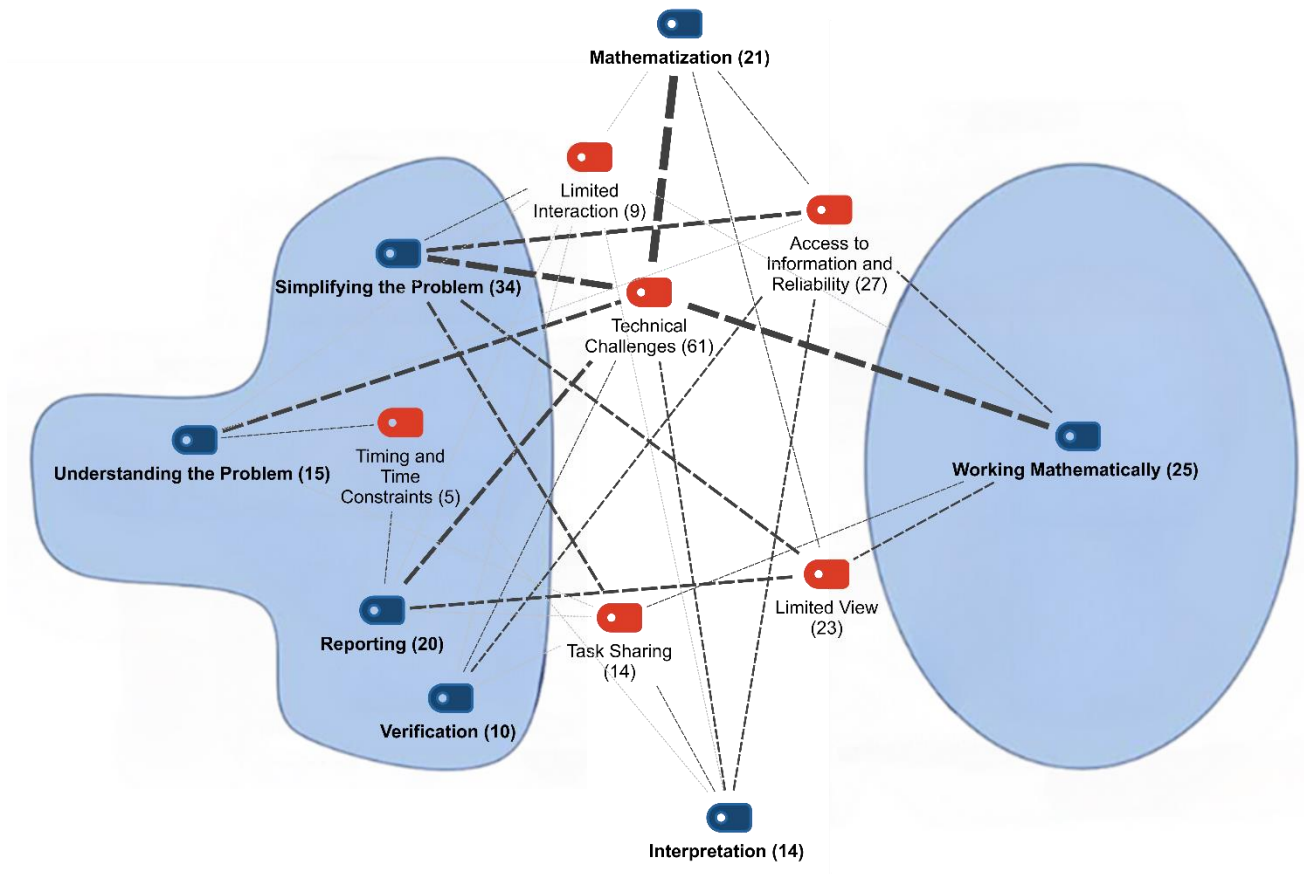 Mathematization (21)
Limited
Interaction (9)
Access to
Information and
Reliability (27)
Simplifying the Problem (34)
Technical
Challenges (61)
Timing and
Time
Constraints (5)
Understanding the Problem (15)
Working Mathematically (25)
Limited View
(23)
Reporting (20)
Task Sharing
(14)
Verification (10)
Interpretation (14)